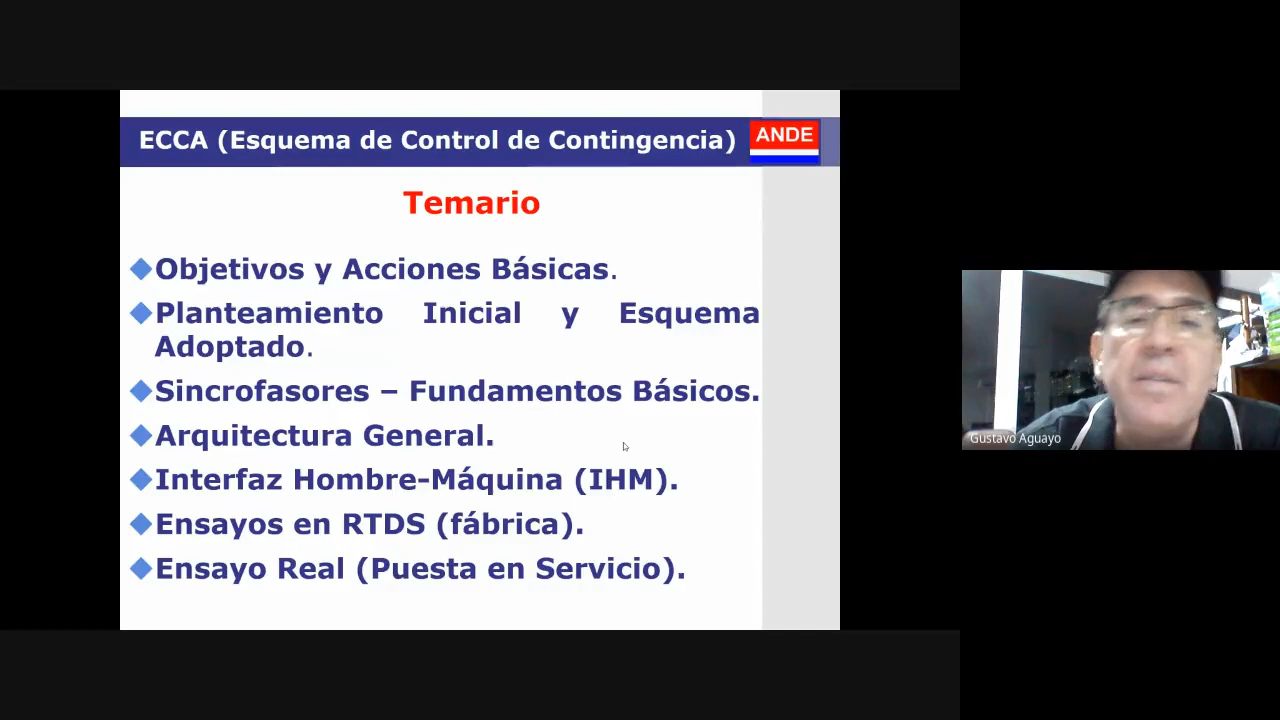 ECCA (Esquema de Control de Contingencia)
ANDE
Temario
Objetivos y Acciones Básicas.
Planteamiento Inicial y Esquema
Adoptado.
Sincrofasores – Fundamentos Básicos.
Arquitectura General.
Interfaz Hombre-Máquina (IHM).
Ensayos en RTDS (fábrica).
Ensayo Real (Puesta en Servicio).
Gustavo Aguayo